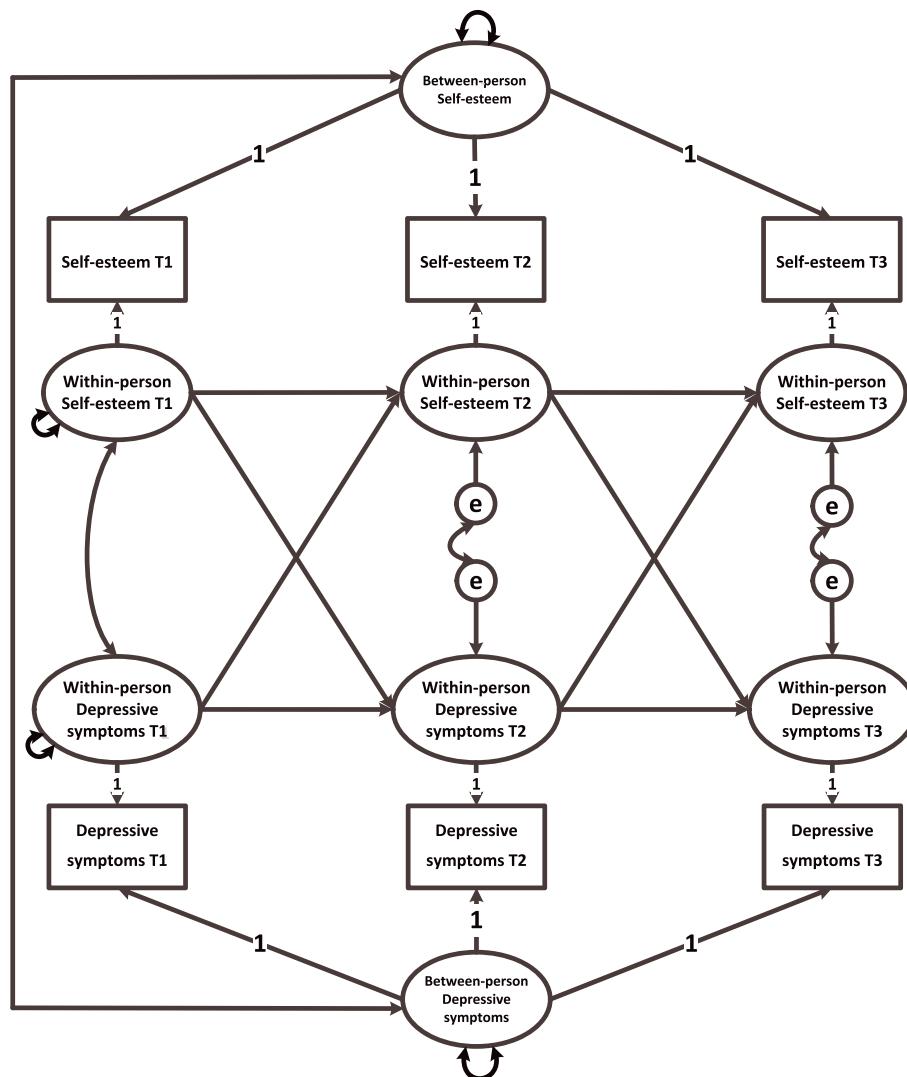 Between-person
Self-esteem
1
1
1
Self-esteem T1
Self-esteem T2
Self-esteem T3
1
1
1
Within-person
Self-esteem T1
Within-person
Self-esteem T2
Within-person
Self-esteem T3
e
e
e
e
Within-person
Depressive
symptoms T1
Within-person
Depressive
symptoms T2
Within-person
Depressive
symptoms T3
1
1
1
Depressive
symptoms T1
Depressive
symptoms T2
Depressive
symptoms T3
1
1
1
Between-person
Depressive
symptoms